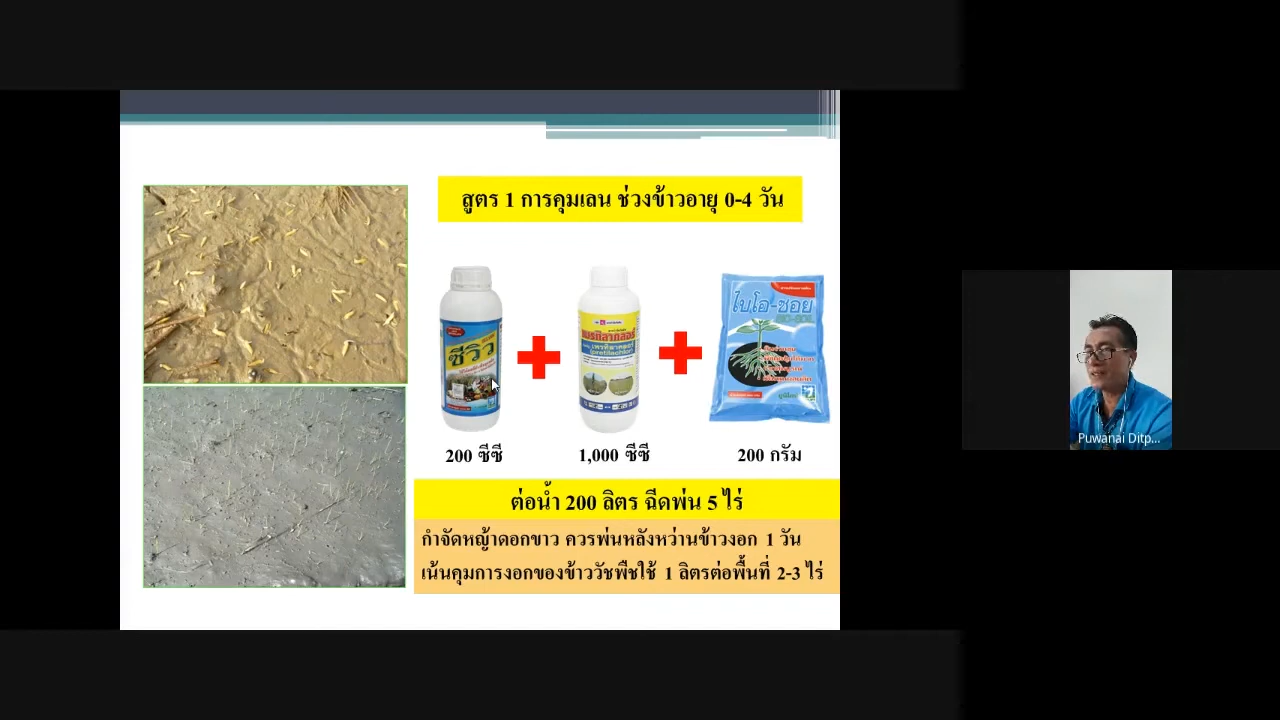 สูตร 1 การคุมเลน ช่วงข้าวอายุ 0-4 วัน
ซีวิว
เพรทิลาคลอร์
(pretilachlor)
ไบโอ-ซอย
200 ซีซี
1,000 ซีซี
200 กรัม
ต่อน้ำ 200 ลิตร ฉีดพ่น 5 ไร่
กำจัดหญ้าดอกขาว ควรพ่นหลังหว่านข้าวงอก 1 วัน
เน้นคุมการงอกของข้าววัชพืชใช้ 1 ลิตรต่อพื้นที่ 2-3 ไร่
Puwanai Ditp...